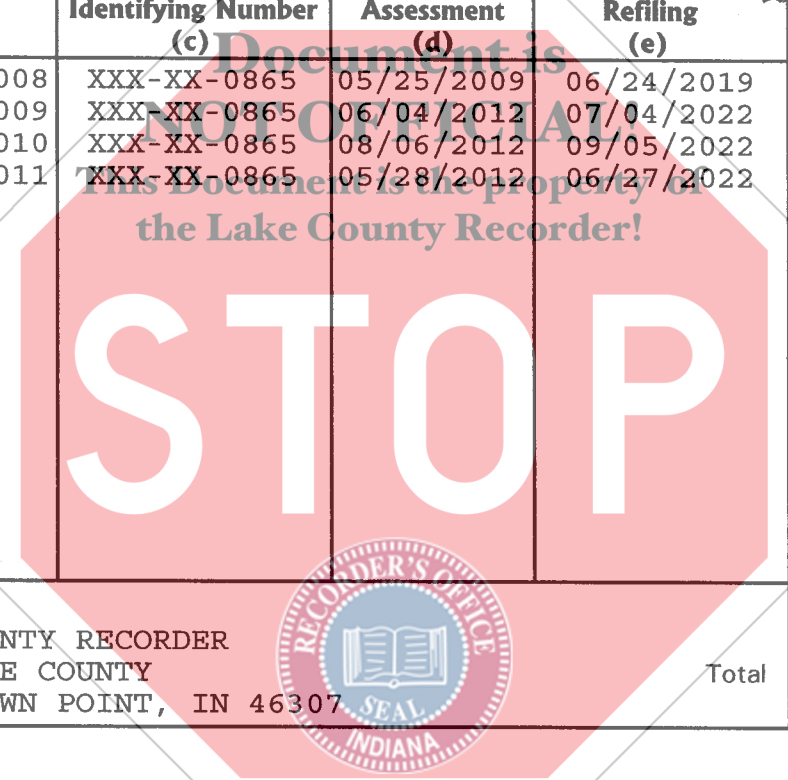 Identifying Number Assessment Refiling
(c) (d) (e)
Document is
008 XXX-XX-0865 05/25/2009 06/24/2019
009 XXX-XX-0865 06/04/2012 07/04/2022
NOT OFFICIAL!
010 XXX-XX-0865 08/06/2012 09/05/2022
011 XXX-XX-0865 05/28/2012 06/27/2022
This Document is the property of
the Lake County Recorder!
STOP
RECORDER'S OFFICE
SEAL
INDIANA
NTY RECORDER
E COUNTY
WN POINT, IN 46307
Total